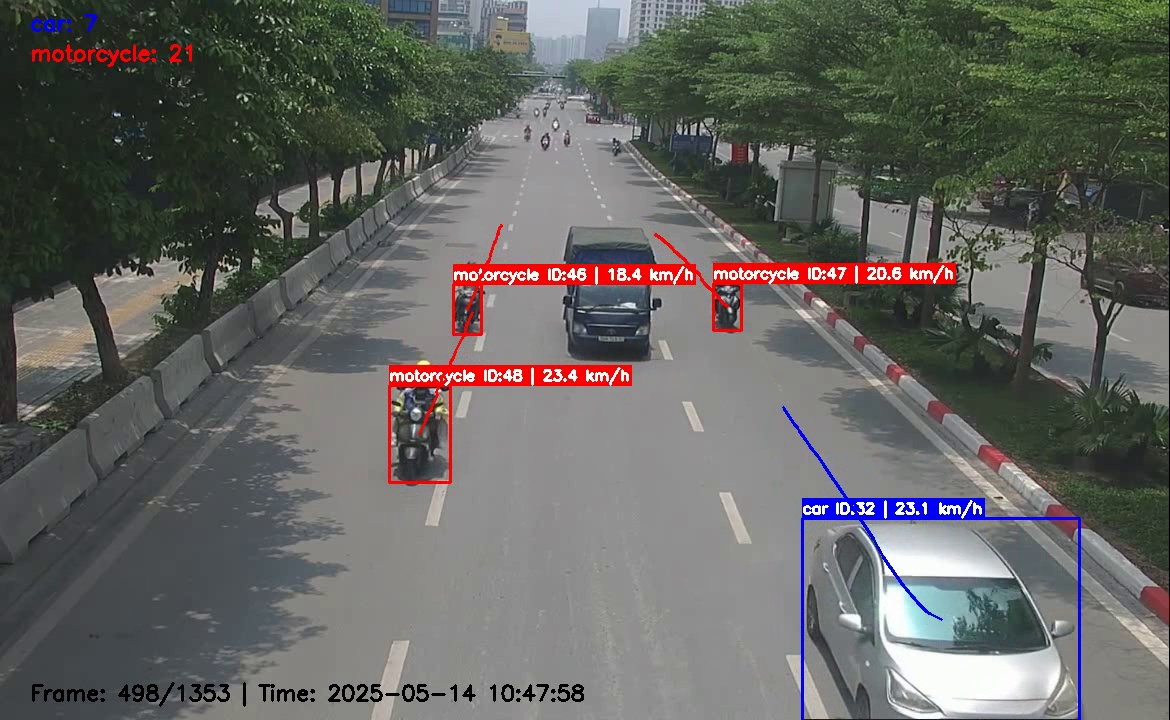 car: 7
motorcycle: 21
motorcycle ID:46 | 18.4 km/h
motorcycle ID:47 | 20.6 km/h
motorcycle ID:48 | 23.4 km/h
car ID:32 | 23.1 km/h
Frame: 498/1353 | Time: 2025-05-14 10:47:58